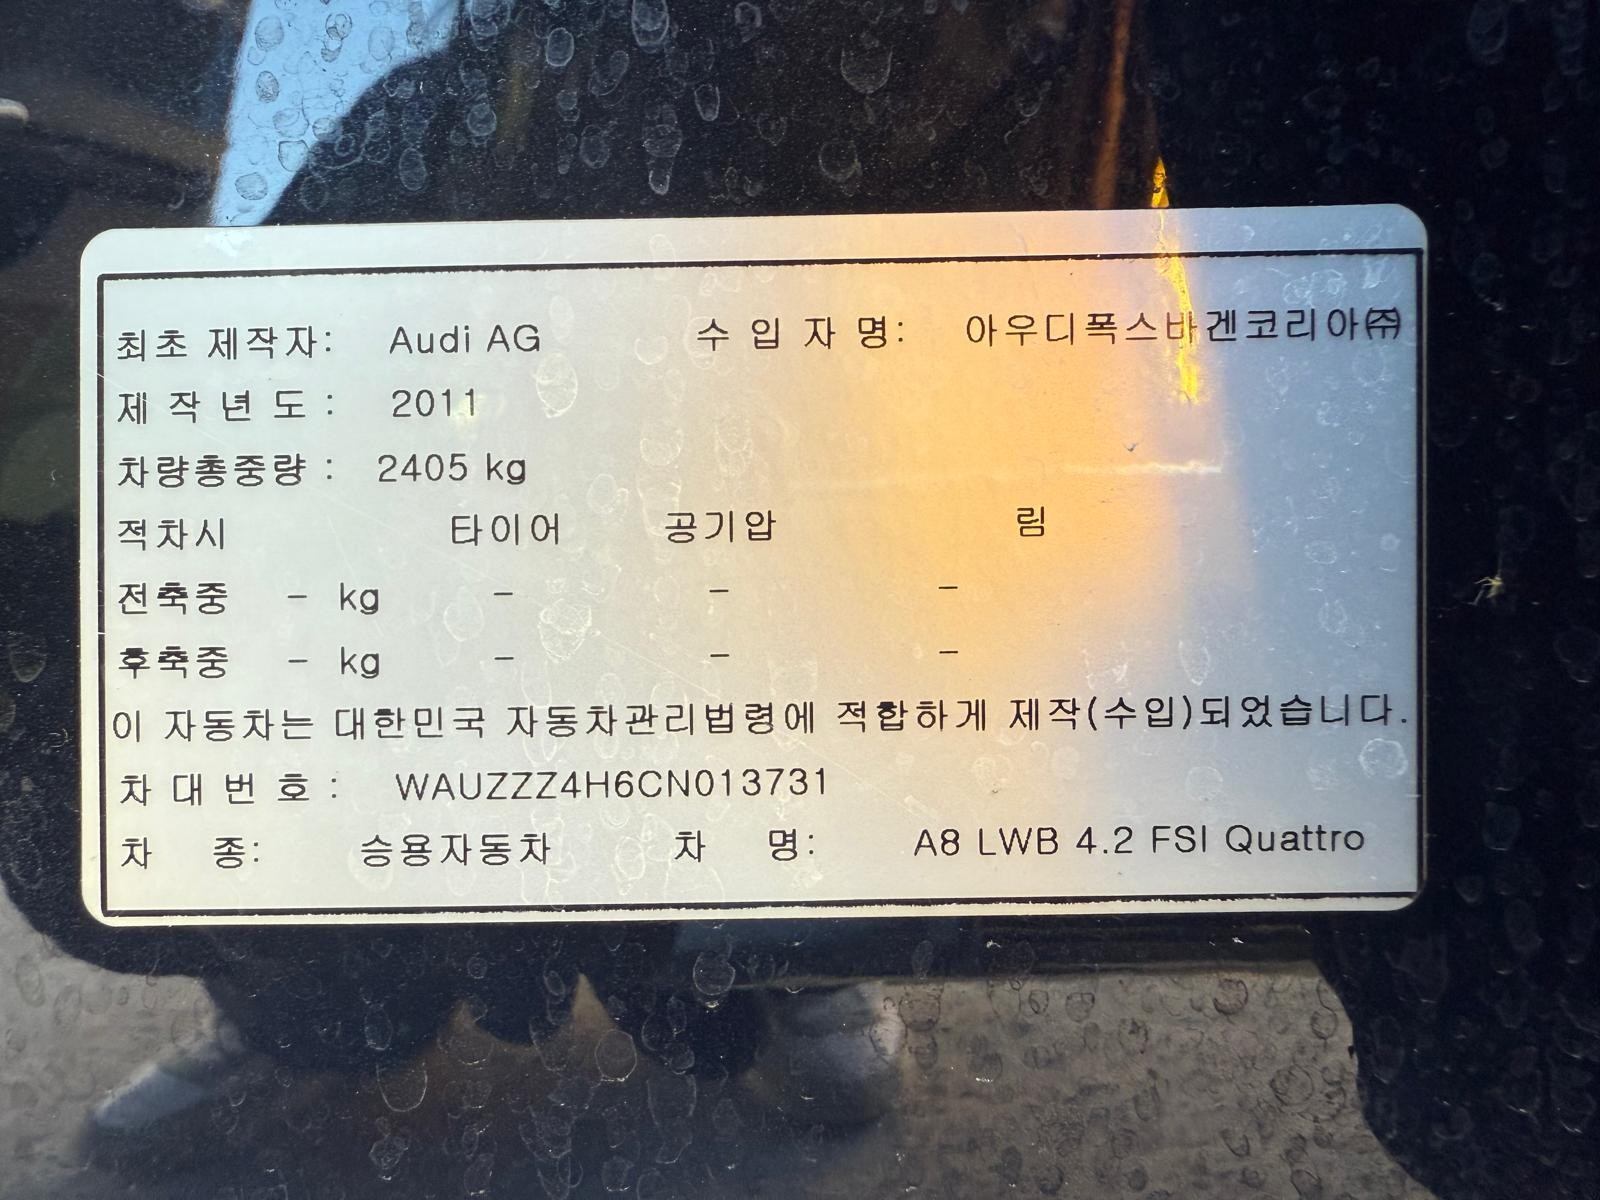 최초 제작자: Audi AG 수 입 자 명: 아우디폭스바겐코리아㈜
제 작 년 도 : 2011
차량총중량 : 2405 kg
적차시 타이어 공기압 림
전축중 - kg - - -
후축중 - kg - - -
이 자동차는 대한민국 자동차관리법령에 적합하게 제작(수입)되었습니다.
차 대 번 호 : WAUZZZ4H6CN013731
차 종: 승용자동차 차 명: A8 LWB 4.2 FSI Quattro